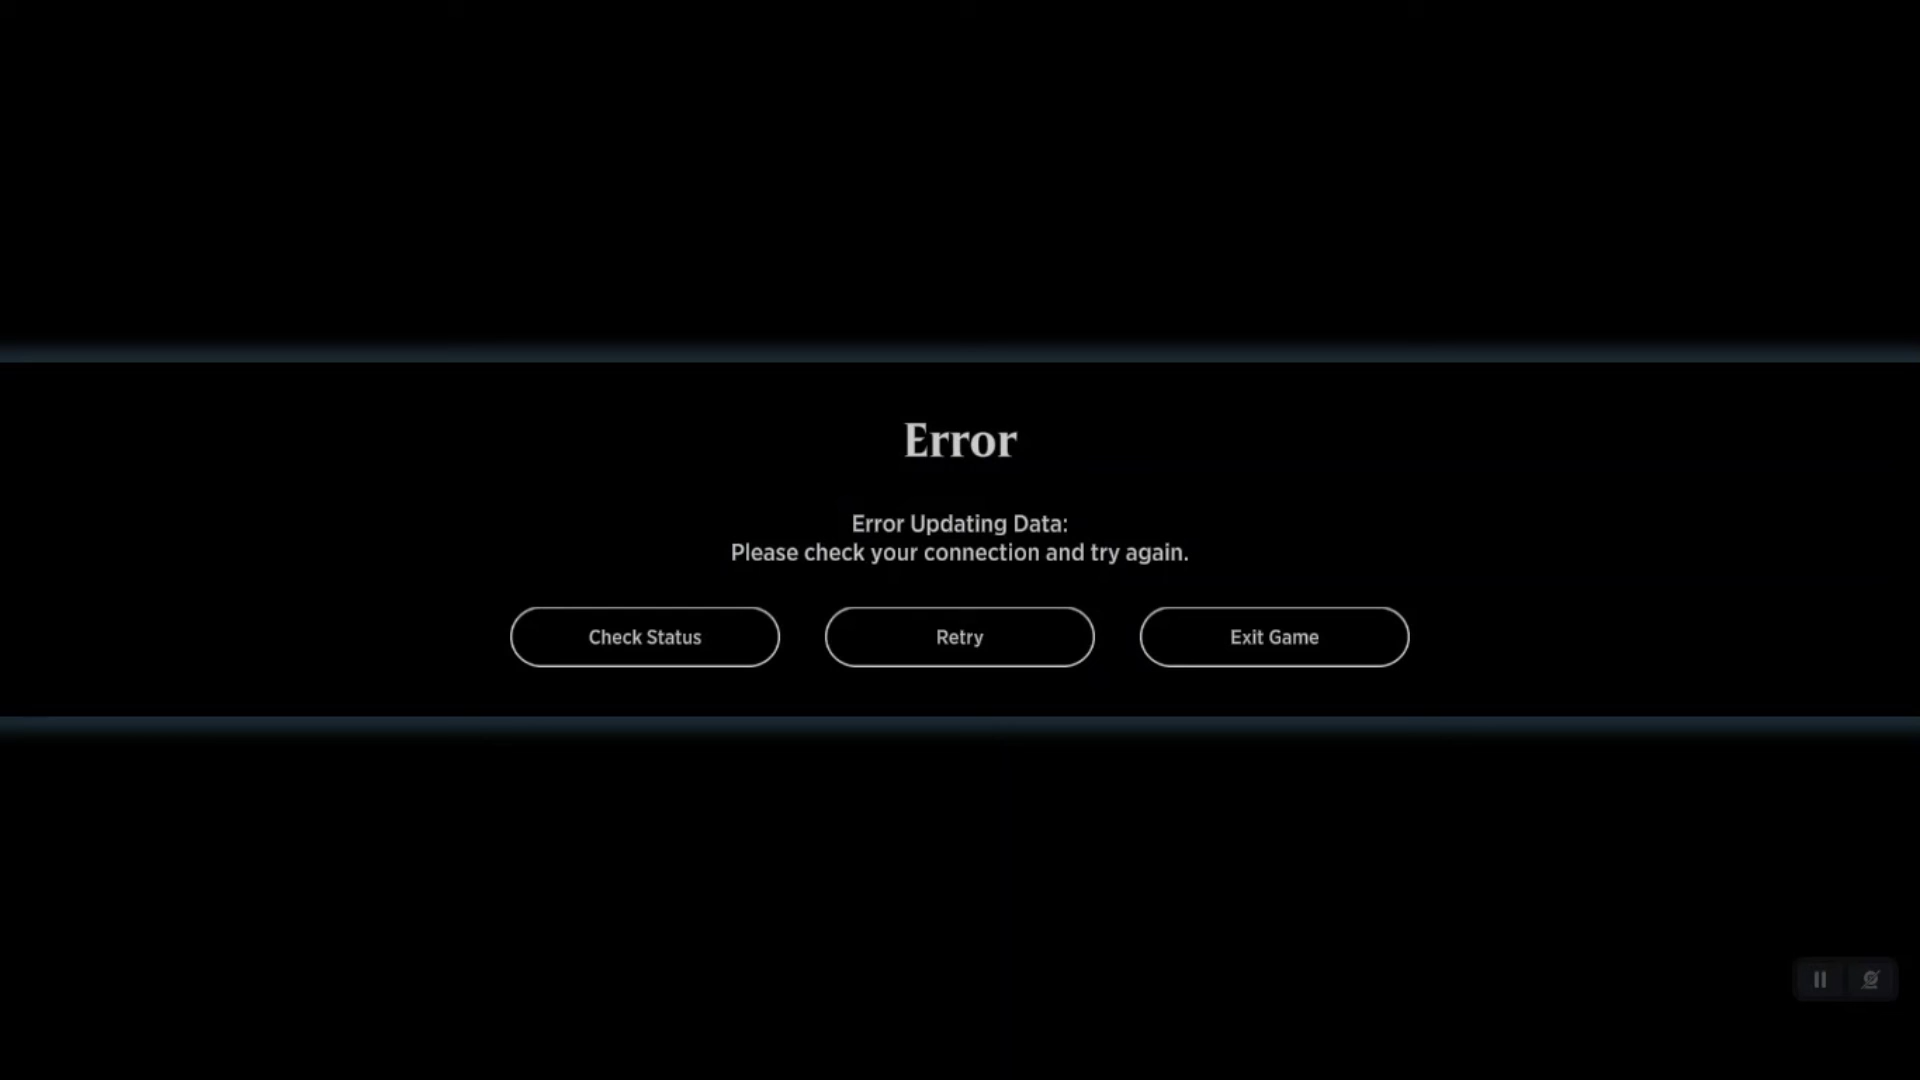 Error
Error Updating Data:
Please check your connection and try again.
Check Status
Retry
Exit Game